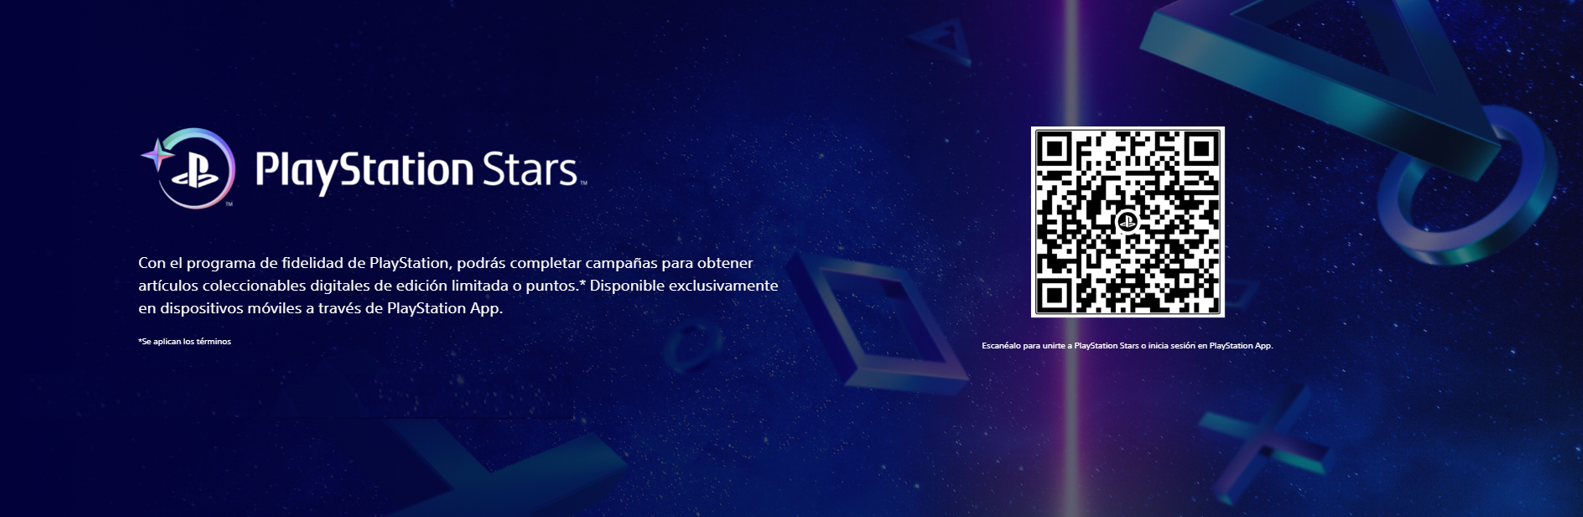 PlayStation Stars™
Con el programa de fidelidad de PlayStation, podrás completar campañas para obtener
artículos coleccionables digitales de edición limitada o puntos.* Disponible exclusivamente
en dispositivos móviles a través de PlayStation App.
*Se aplican los términos
Escanéalo para unirte a PlayStation Stars o inicia sesión en PlayStation App.